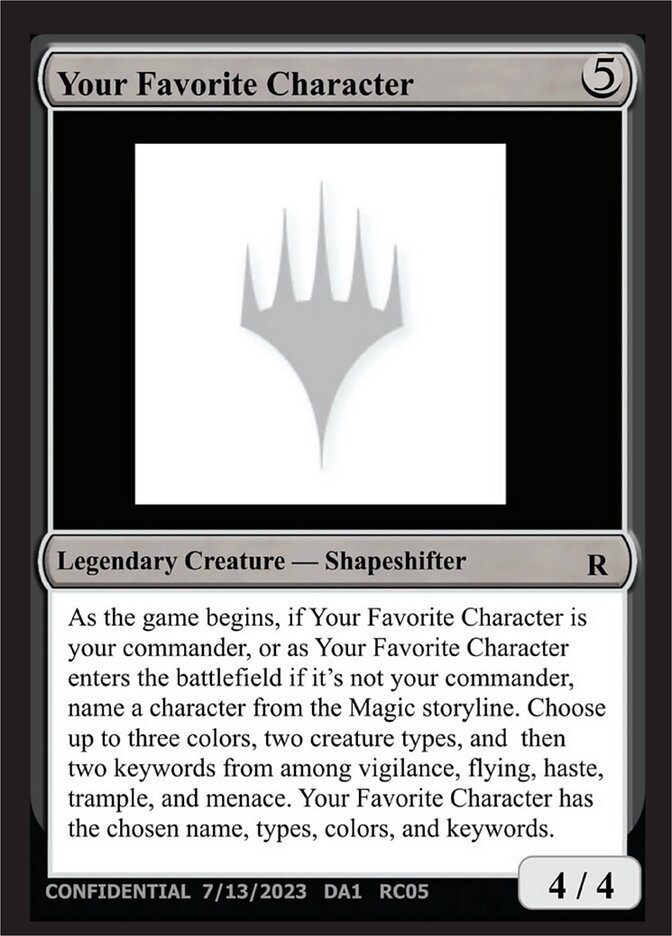 Your Favorite Character 5
Legendary Creature — Shapeshifter R
As the game begins, if Your Favorite Character is
your commander, or as Your Favorite Character
enters the battlefield if it’s not your commander,
name a character from the Magic storyline. Choose
up to three colors, two creature types, and then
two keywords from among vigilance, flying, haste,
trample, and menace. Your Favorite Character has
the chosen name, types, colors, and keywords.
4 / 4
CONFIDENTIAL 7/13/2023 DA1 RC05